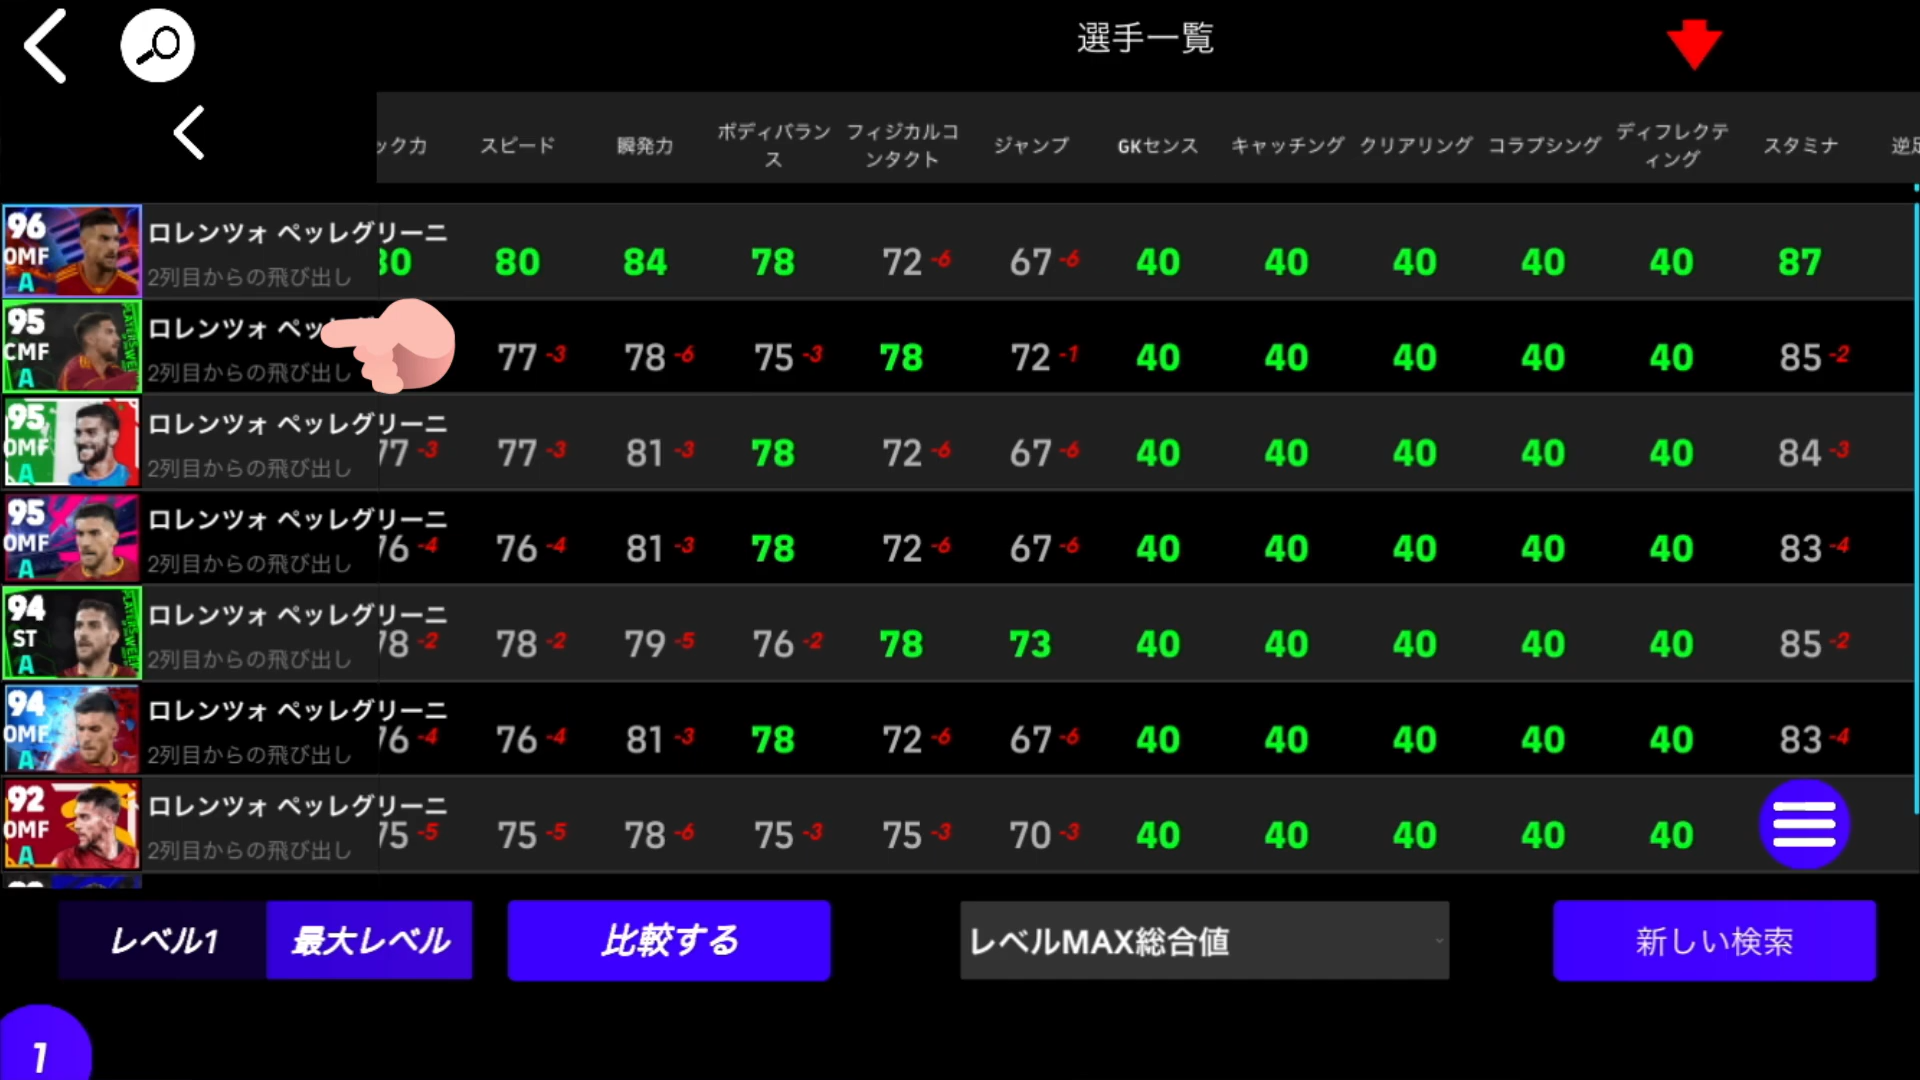 選手一覧
ック力 スピード 瞬発力 ボディバランス フィジカルコンタクト ジャンプ GKセンス キャッチング クリアリング コラプシング ディフレクティング スタミナ 逆足
96 OMF A ロレンツォ ペッレグリーニ 2列目からの飛び出し 80 80 84 78 72 -6 67 -6 40 40 40 40 40 87
95 CMF A PLAYERS WEEK ロレンツォ ペッ 2列目からの飛び出し 77 -3 78 -6 75 -3 78 72 -1 40 40 40 40 40 85 -2
95 OMF A ロレンツォ ペッレグリーニ 2列目からの飛び出し 77 -3 77 -3 81 -3 78 72 -6 67 -6 40 40 40 40 40 84 -3
95 OMF A ロレンツォ ペッレグリーニ 2列目からの飛び出し 76 -4 76 -4 81 -3 78 72 -6 67 -6 40 40 40 40 40 83 -4
94 ST A PLAYERS WEEK ロレンツォ ペッレグリーニ 2列目からの飛び出し 78 -2 78 -2 79 -5 76 -2 78 73 40 40 40 40 40 85 -2
94 OMF A ロレンツォ ペッレグリーニ 2列目からの飛び出し 76 -4 76 -4 81 -3 78 72 -6 67 -6 40 40 40 40 40 83 -4
92 OMF A ロレンツォ ペッレグリーニ 2列目からの飛び出し 75 -5 75 -5 78 -6 75 -3 75 -3 70 -3 40 40 40 40 40
レベル1 最大レベル 比較する レベルMAX総合値 新しい検索
1